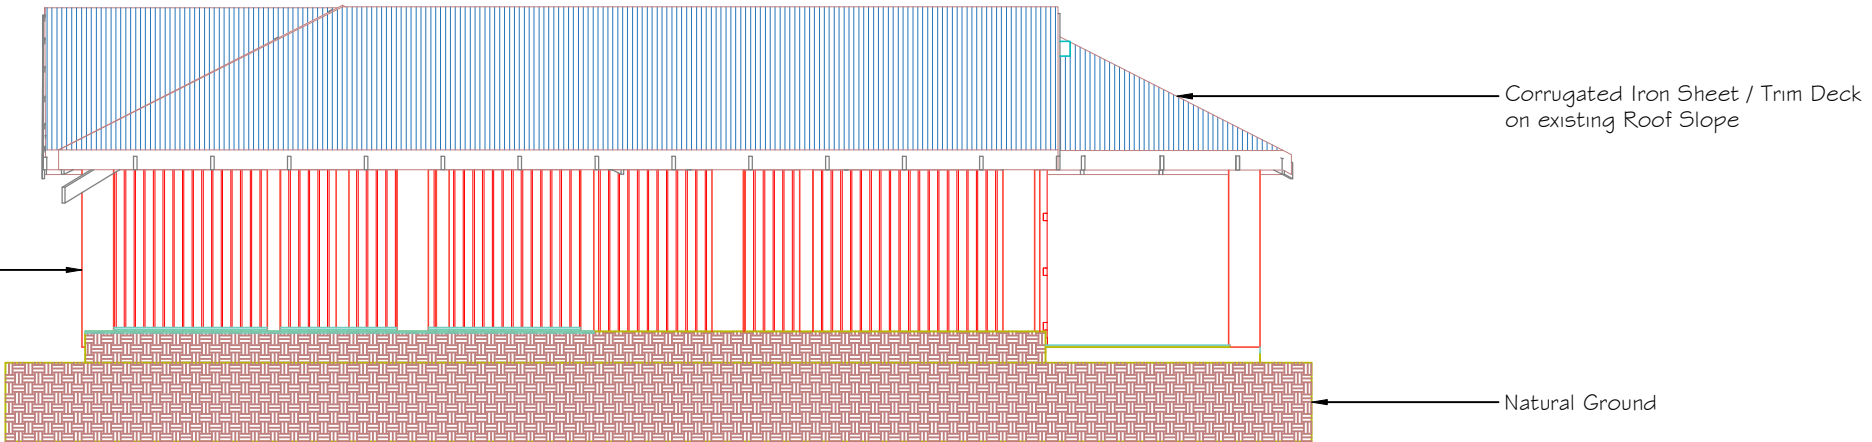 Corrugated Iron Sheet / Trim Deck
on existing Roof Slope
Natural Ground